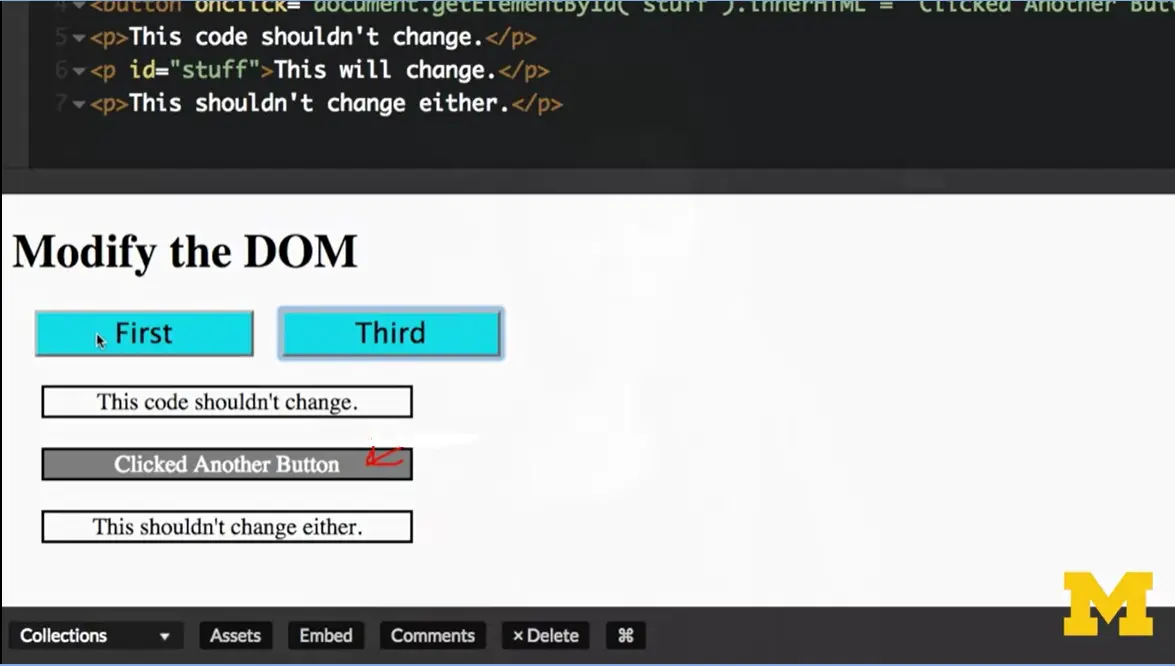 4 <button onclick="document.getElementById("stuff").innerHTML = "Clicked Another
5 <p>This code shouldn't change.</p>
6 <p id="stuff">This will change.</p>
7 <p>This shouldn't change either.</p>
Modify the DOM
First Third
This code shouldn't change.
Clicked Another Button
This shouldn't change either.
M
Collections Assets Embed Comments × Delete ⌘